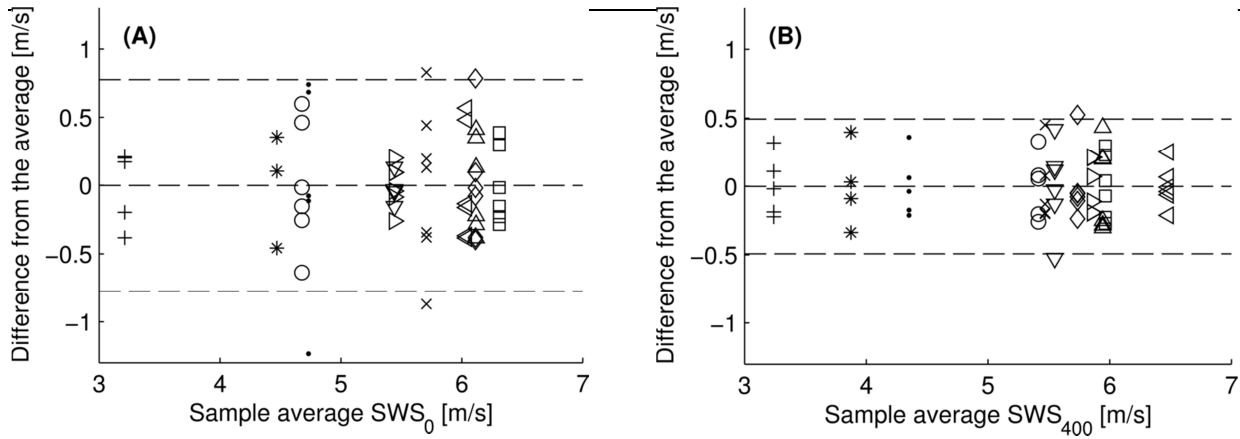 (A)
Difference from the average [m/s]
1
0.5
0
−0.5
−1
3 4 5 6 7
Sample average SWS0 [m/s]
(B)
Difference from the average [m/s]
1
0.5
0
−0.5
−1
3 4 5 6 7
Sample average SWS400 [m/s]